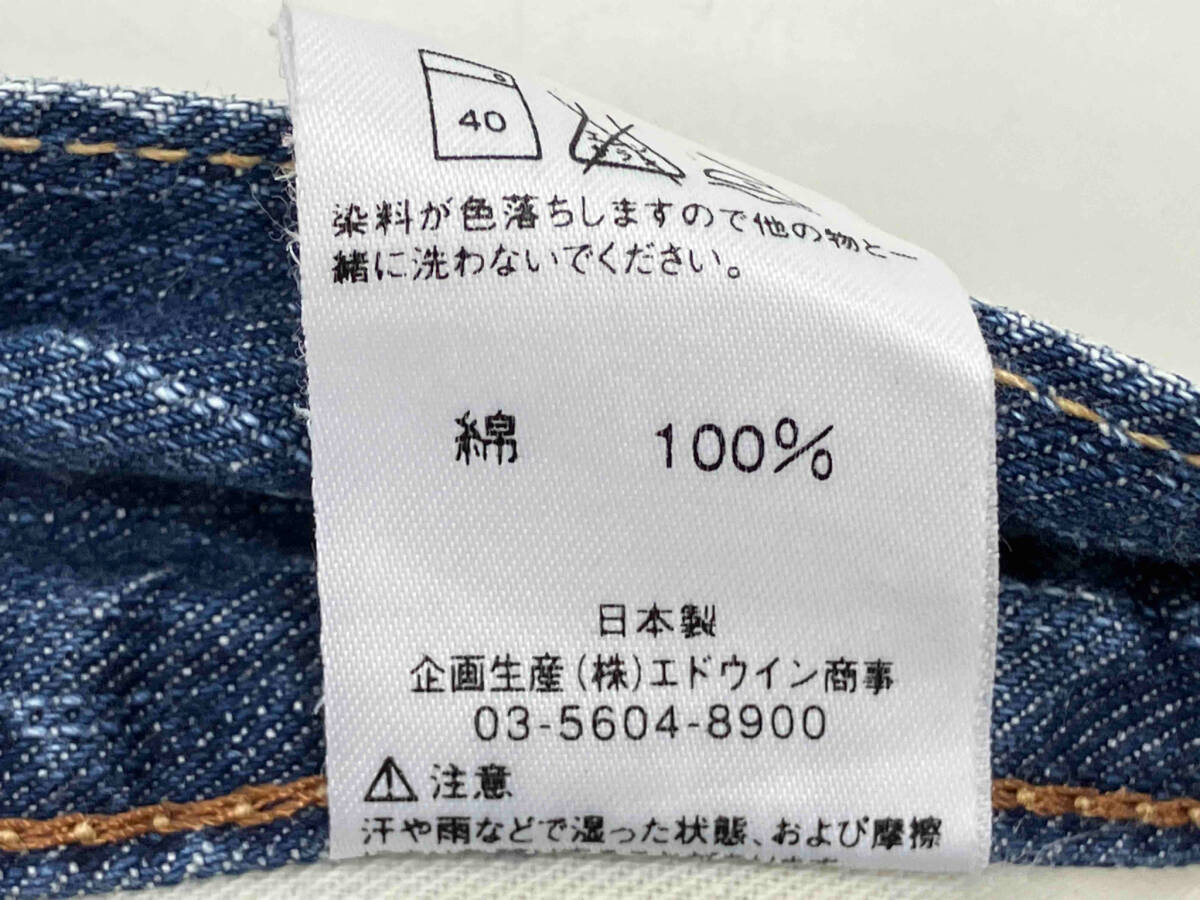 40
染料が色落ちしますので他の物と一
緒に洗わないでください。
綿 100%
日本製
企画生産(株)エドウイン商事
03-5604-8900
⚠注意
汗や雨などで湿った状態、および摩擦